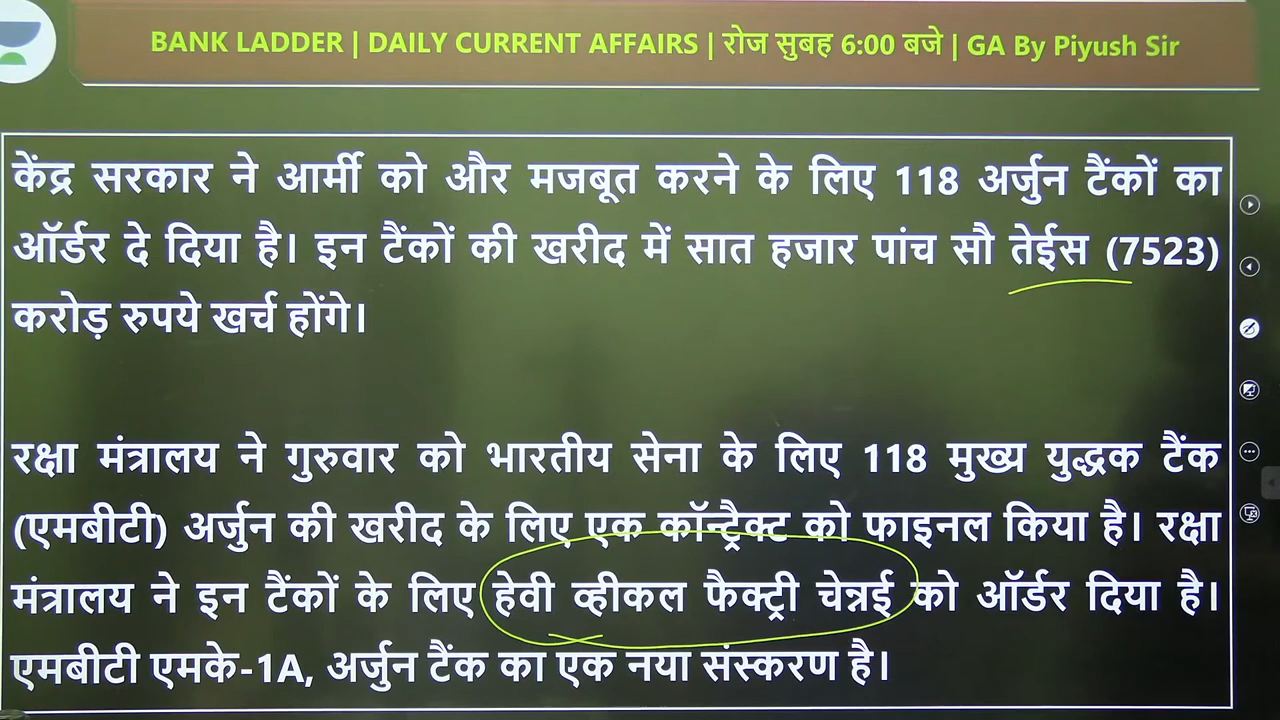 BANK LADDER | DAILY CURRENT AFFAIRS | रोज सुबह 6:00 बजे | GA By Piyush Sir
केंद्र सरकार ने आर्मी को और मजबूत करने के लिए 118 अर्जुन टैंकों का
ऑर्डर दे दिया है। इन टैंकों की खरीद में सात हजार पांच सौ तेईस (7523)
करोड़ रुपये खर्च होंगे।
रक्षा मंत्रालय ने गुरुवार को भारतीय सेना के लिए 118 मुख्य युद्धक टैंक
(एमबीटी) अर्जुन की खरीद के लिए एक कॉन्ट्रैक्ट को फाइनल किया है। रक्षा
मंत्रालय ने इन टैंकों के लिए हेवी व्हीकल फैक्ट्री चेन्नई को ऑर्डर दिया है।
एमबीटी एमके-1A, अर्जुन टैंक का एक नया संस्करण है।